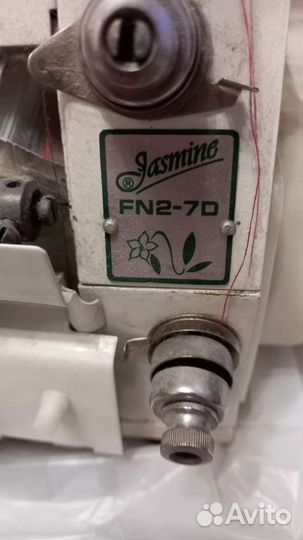 Jasmine
®
FN2-7D
Avito